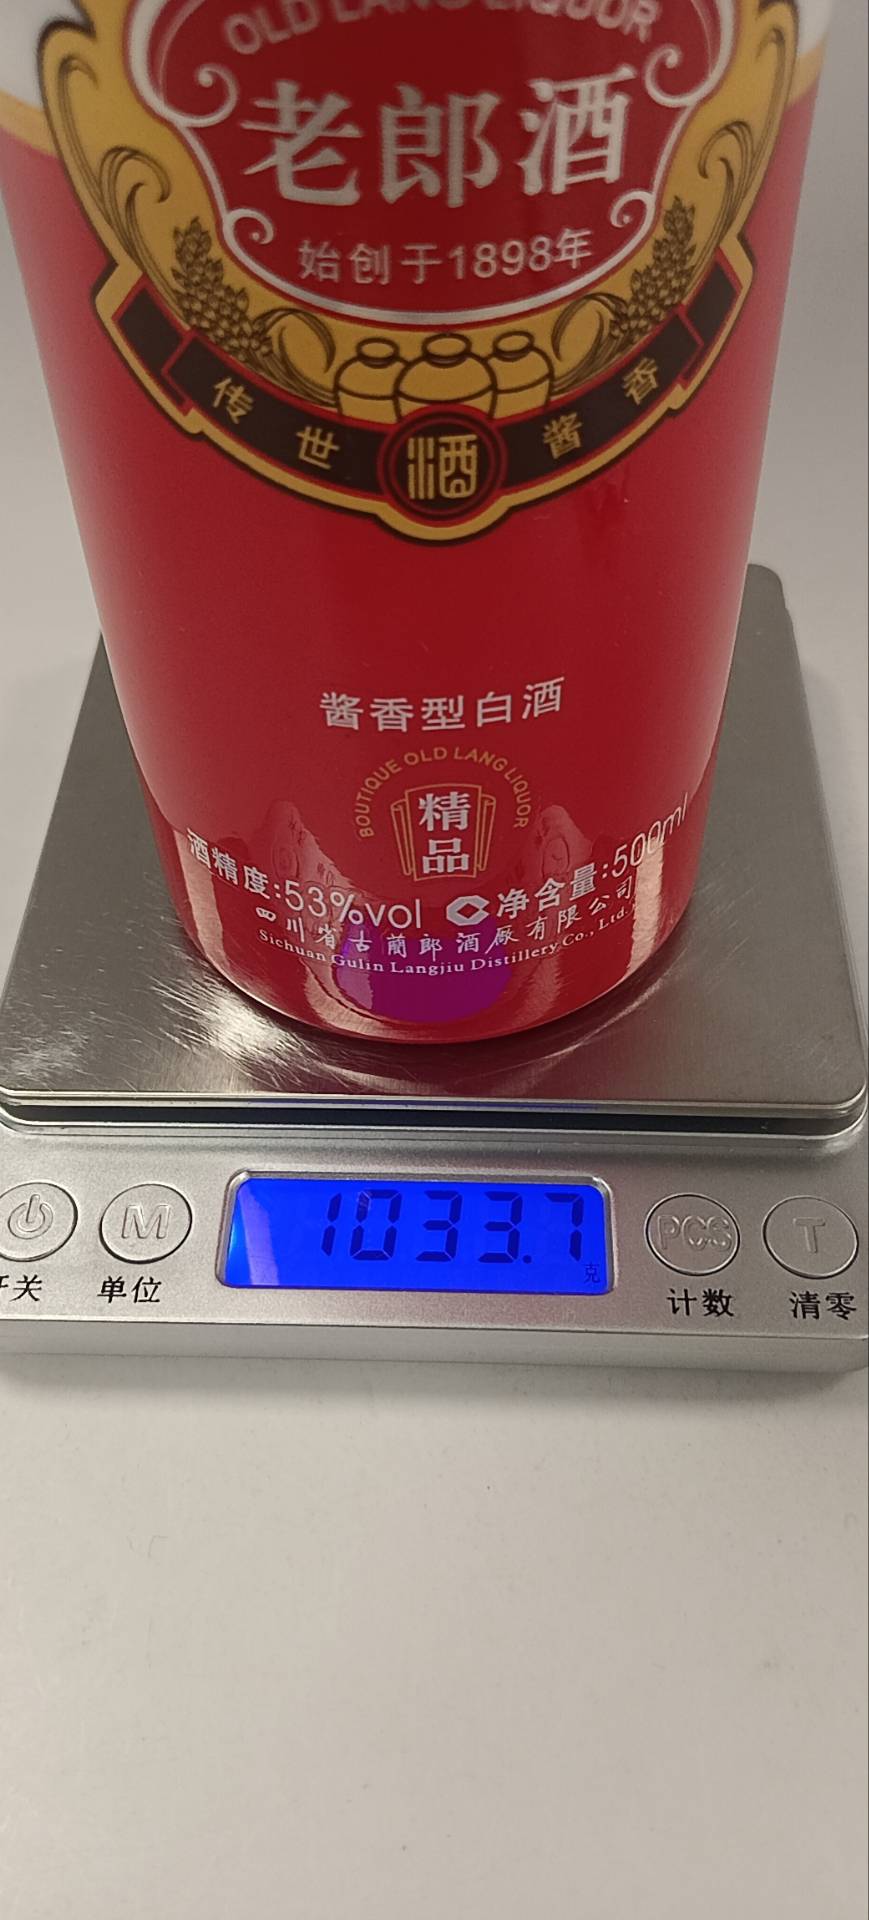 OLD LANG LIQUOR
老郎酒
始创于1898年
传世酒酱香
酱香型白酒
BOUTIQUE OLD LANG LIQUOR
精品
酒精度:53%vol 净含量:500ml
四川省古蔺郎酒厰有限公司
Sichuan Gulin Langjiu Distillery Co., Ltd.
1033.7
克
M PCS T
开关 单位 计数 清零